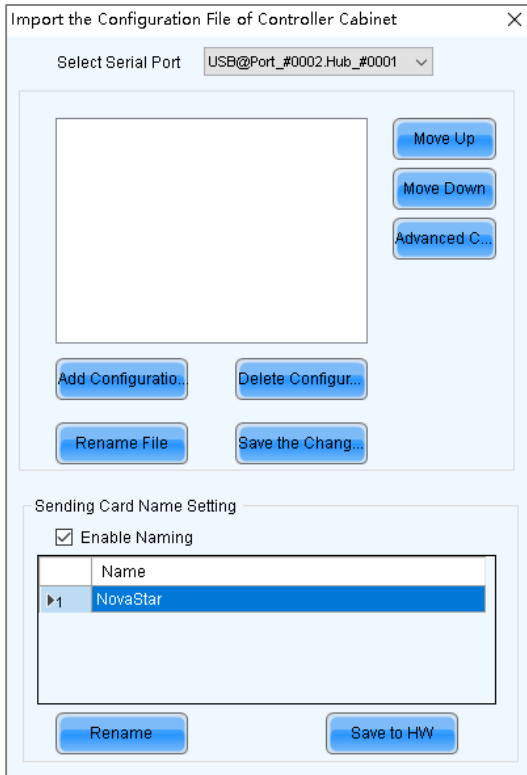 Import the Configuration File of Controller Cabinet
Select Serial Port USB@Port_#0002.Hub_#0001
Move Up
Move Down
Advanced C...
Add Configuratio... Delete Configur...
Rename File Save the Chang...
Sending Card Name Setting
Enable Naming
Name
1 NovaStar
Rename Save to HW